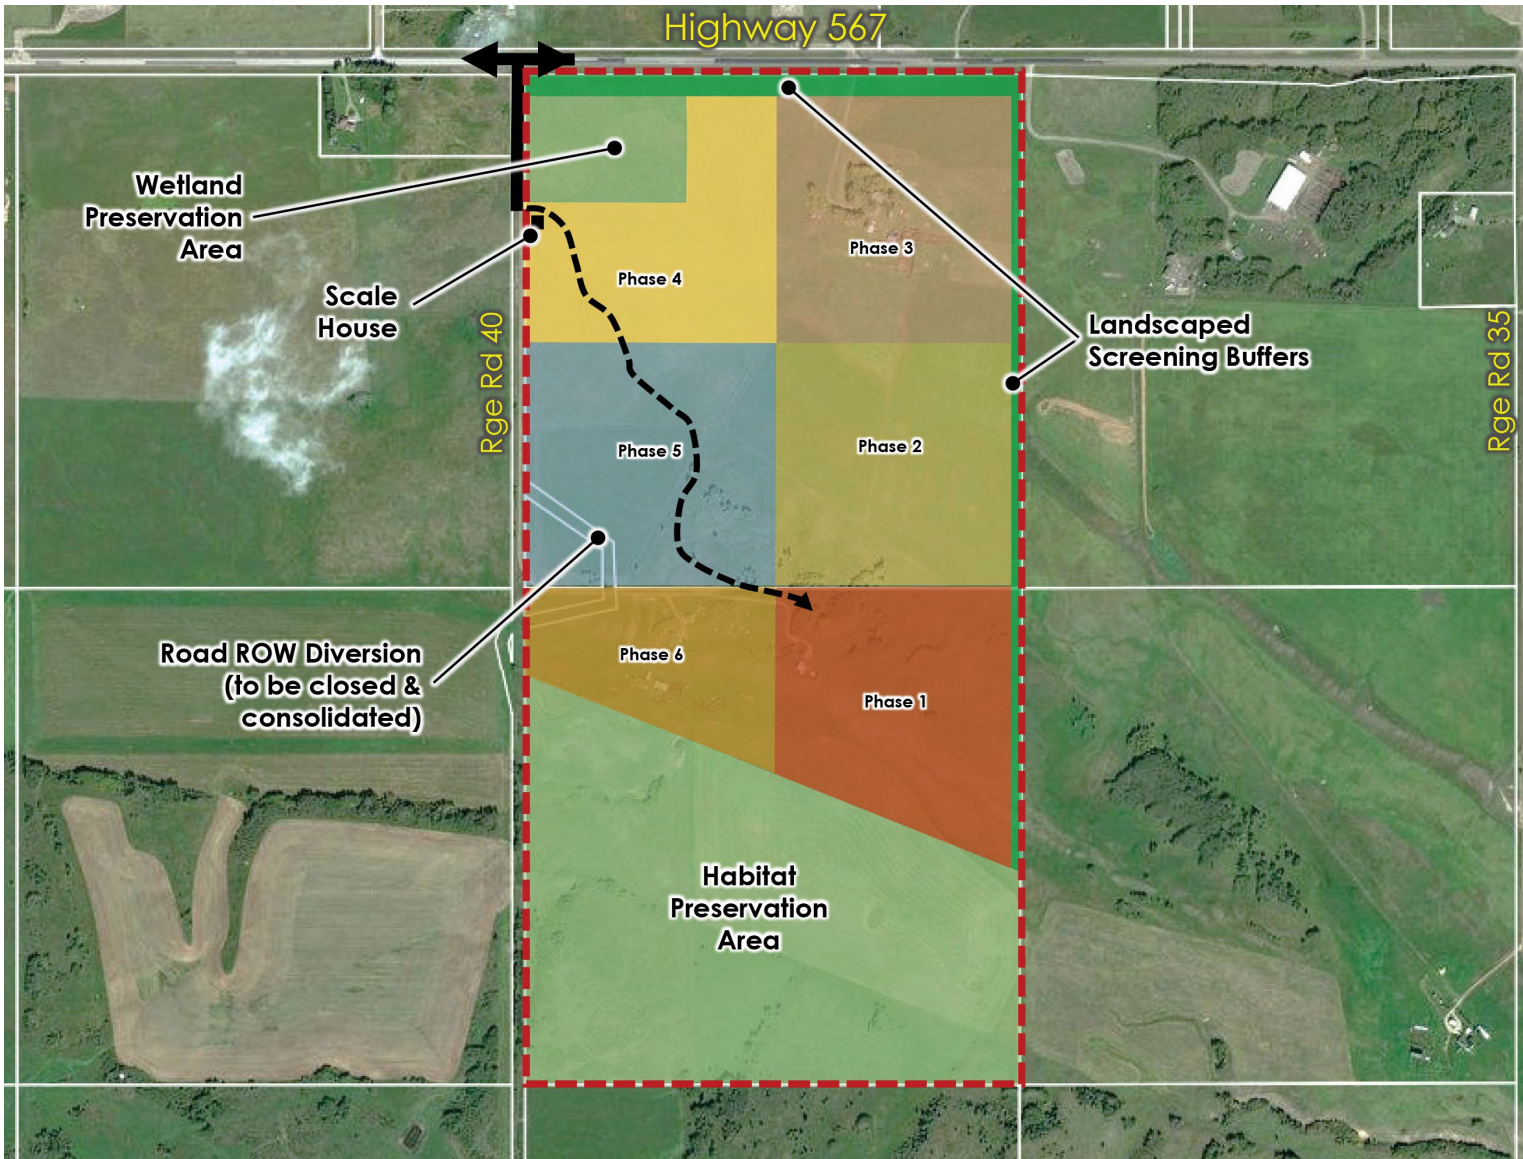 Highway 567
Wetland
Preservation
Area
Scale
House
Rge Rd 40
Phase 4
Phase 3
Landscaped
Screening Buffers
Rge Rd 35
Phase 5
Phase 2
Road ROW Diversion
(to be closed &
consolidated)
Phase 6
Phase 1
Habitat
Preservation
Area